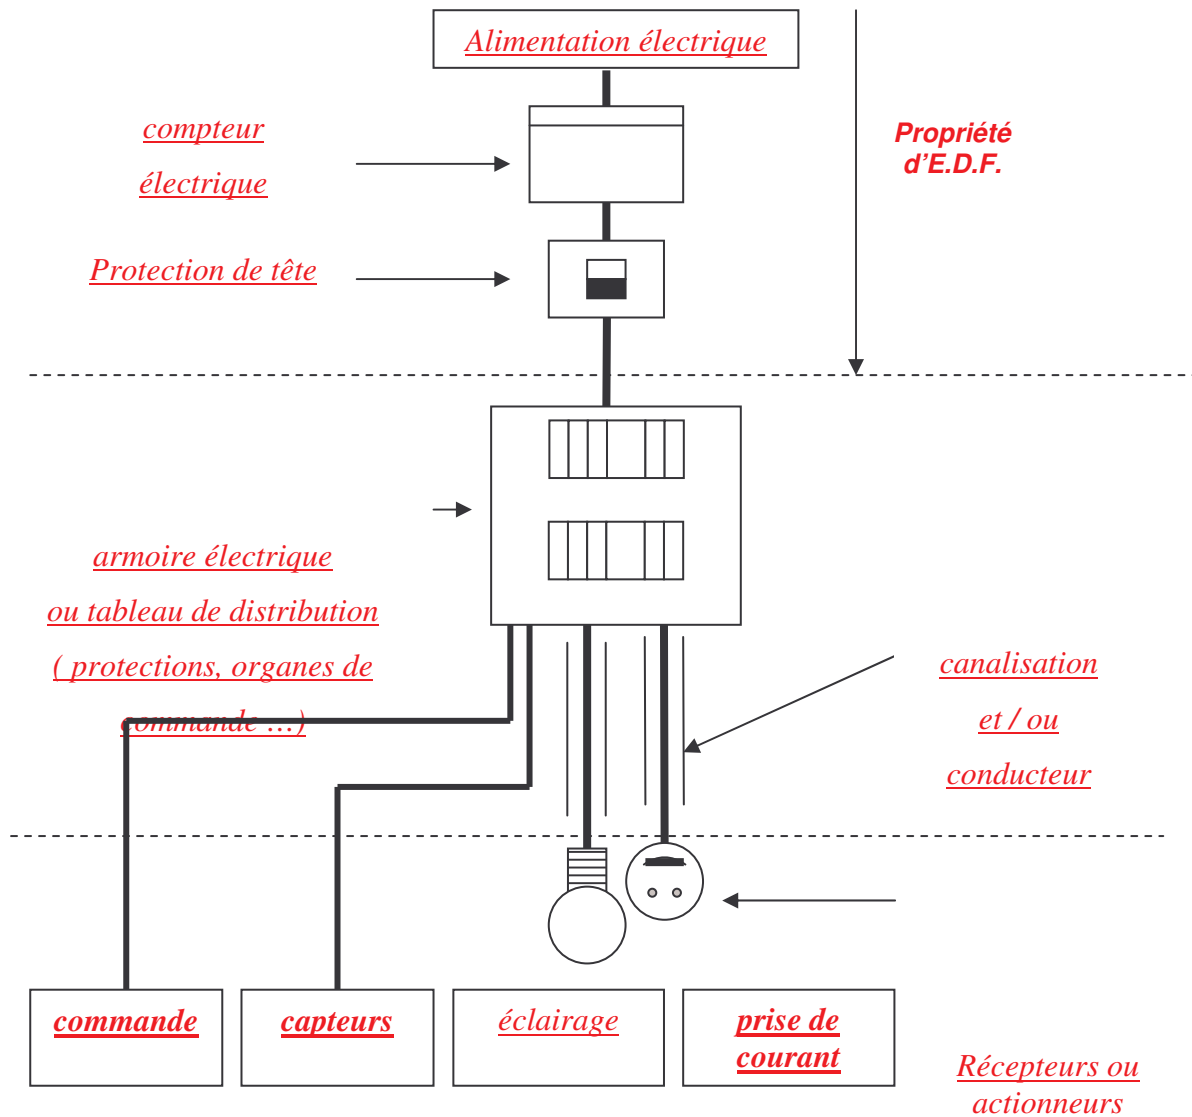 Alimentation électrique
compteur
électrique
Propriété
d'E.D.F.
Protection de tête
armoire électrique
ou tableau de distribution
( protections, organes de
commande …)
canalisation
et / ou
conducteur
commande
capteurs
éclairage
prise de
courant
Récepteurs ou
actionneurs